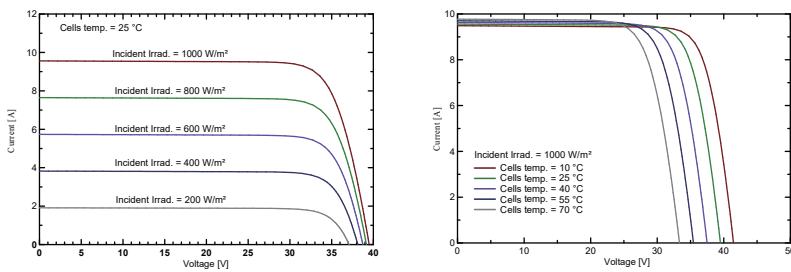 12
10
8
6
4
2
0
Current [A]
Cells temp. = 25 °C
Incident Irrad. = 1000 W/m²
Incident Irrad. = 800 W/m²
Incident Irrad. = 600 W/m²
Incident Irrad. = 400 W/m²
Incident Irrad. = 200 W/m²
0 5 10 15 20 25 30 35 40
Voltage [V]
10
8
6
4
2
0
Current [A]
Incident Irrad. = 1000 W/m²
Cells temp. = 10 °C
Cells temp. = 25 °C
Cells temp. = 40 °C
Cells temp. = 55 °C
Cells temp. = 70 °C
0 10 20 30 40 50
Voltage [V]